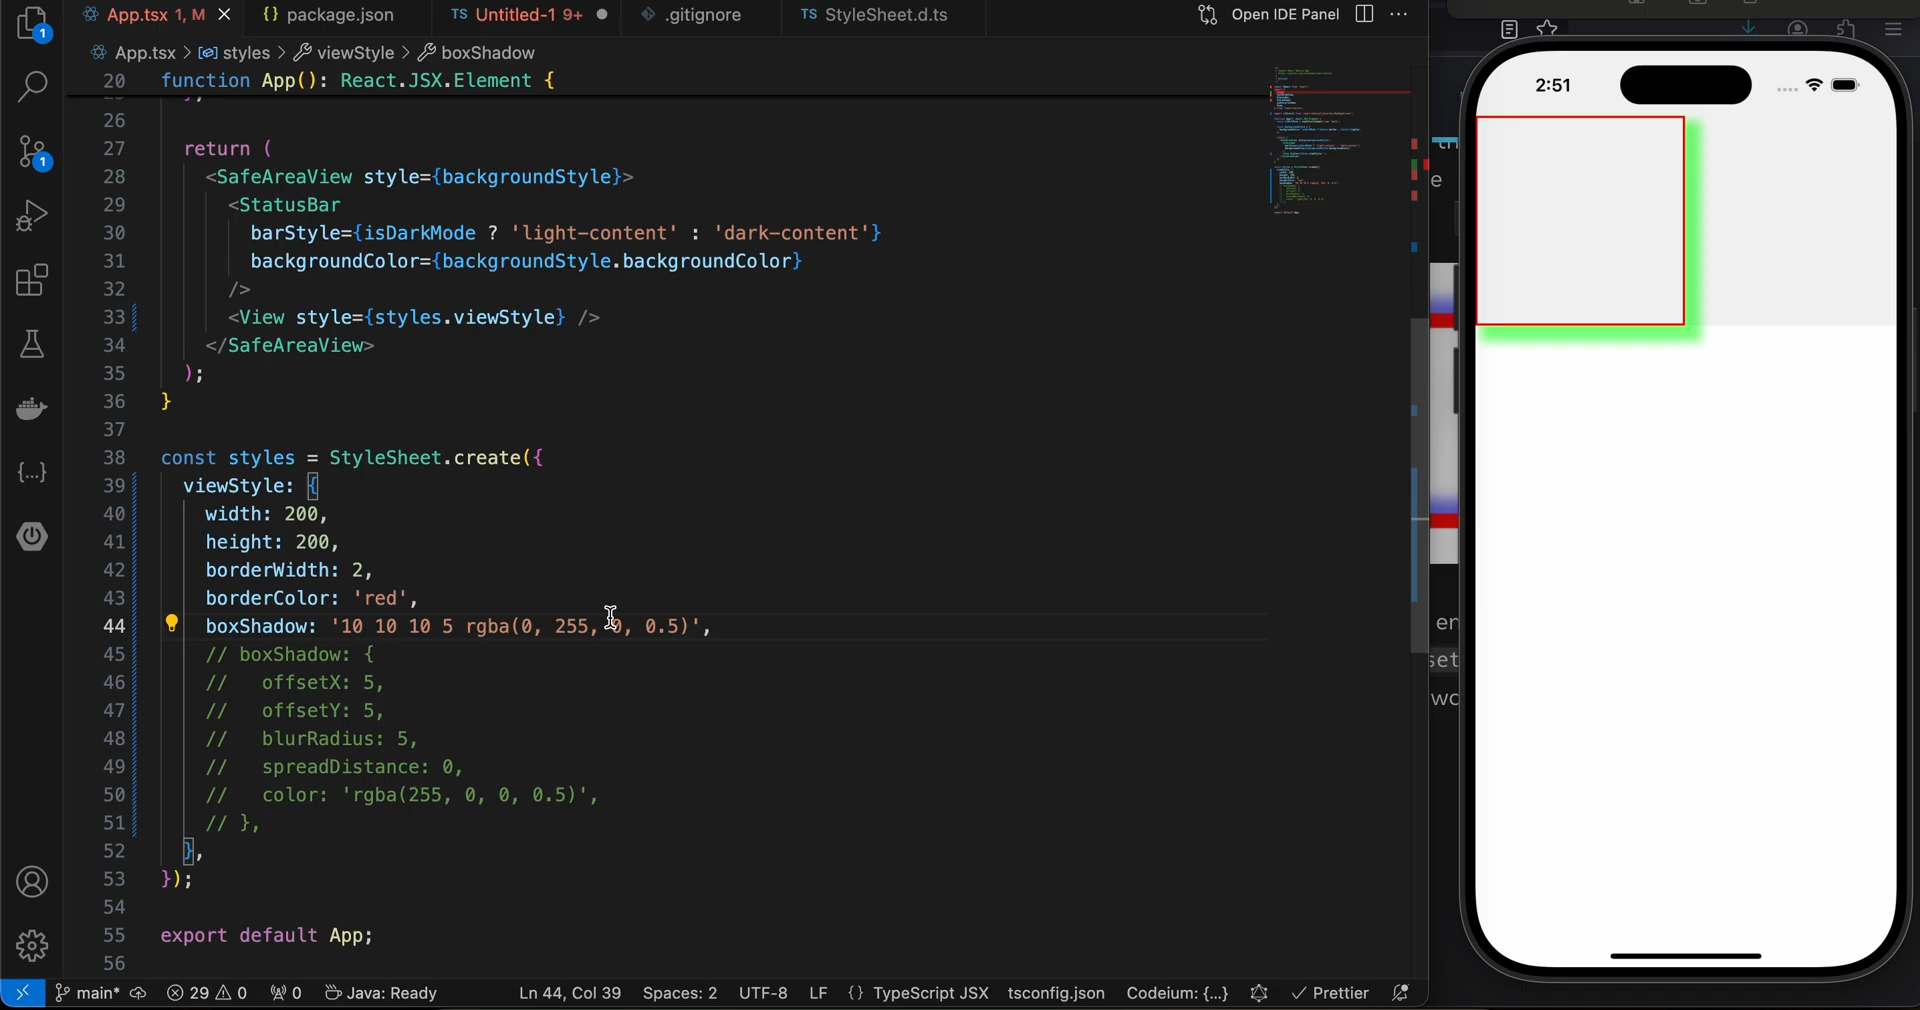 App.tsx 1, M
package.json
TS Untitled-1 9+
.gitignore
TS StyleSheet.d.ts
Open IDE Panel
App.tsx > styles > viewStyle > boxShadow
20 function App(): React.JSX.Element {
26
27 return (
28 <SafeAreaView style={backgroundStyle}>
29 <StatusBar
30 barStyle={isDarkMode ? 'light-content' : 'dark-content'}
31 backgroundColor={backgroundStyle.backgroundColor}
32 />
33 <View style={styles.viewStyle} />
34 </SafeAreaView>
35 );
36 }
37
38 const styles = StyleSheet.create({
39 viewStyle: {
40 width: 200,
41 height: 200,
42 borderWidth: 2,
43 borderColor: 'red',
44 boxShadow: '10 10 10 5 rgba(0, 255, 0, 0.5)',
45 // boxShadow: {
46 // offsetX: 5,
47 // offsetY: 5,
48 // blurRadius: 5,
49 // spreadDistance: 0,
50 // color: 'rgba(255, 0, 0, 0.5)',
51 // },
52 },
53 });
54
55 export default App;
56
1
1
main* 29 0 0 Java: Ready Ln 44, Col 39 Spaces: 2 UTF-8 LF {} TypeScript JSX tsconfig.json Codeium: {...} Prettier
2:51